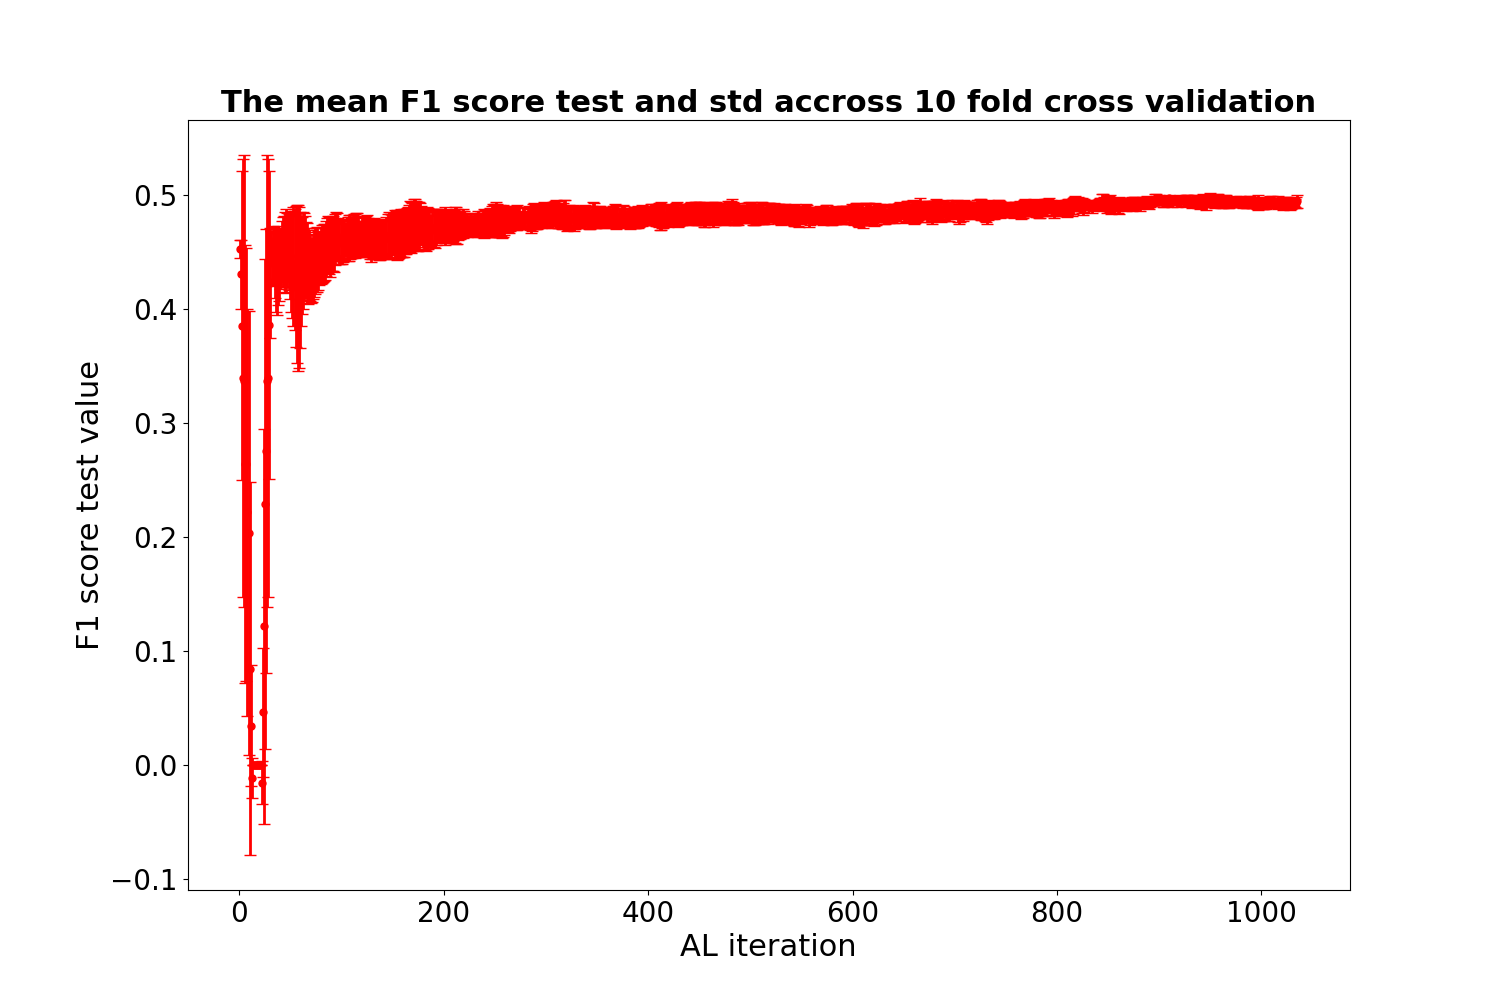 The mean F1 score test and std accross 10 fold cross validation
F1 score test value
0.5
0.4
0.3
0.2
0.1
0.0
−0.1
0 200 400 600 800 1000
AL iteration